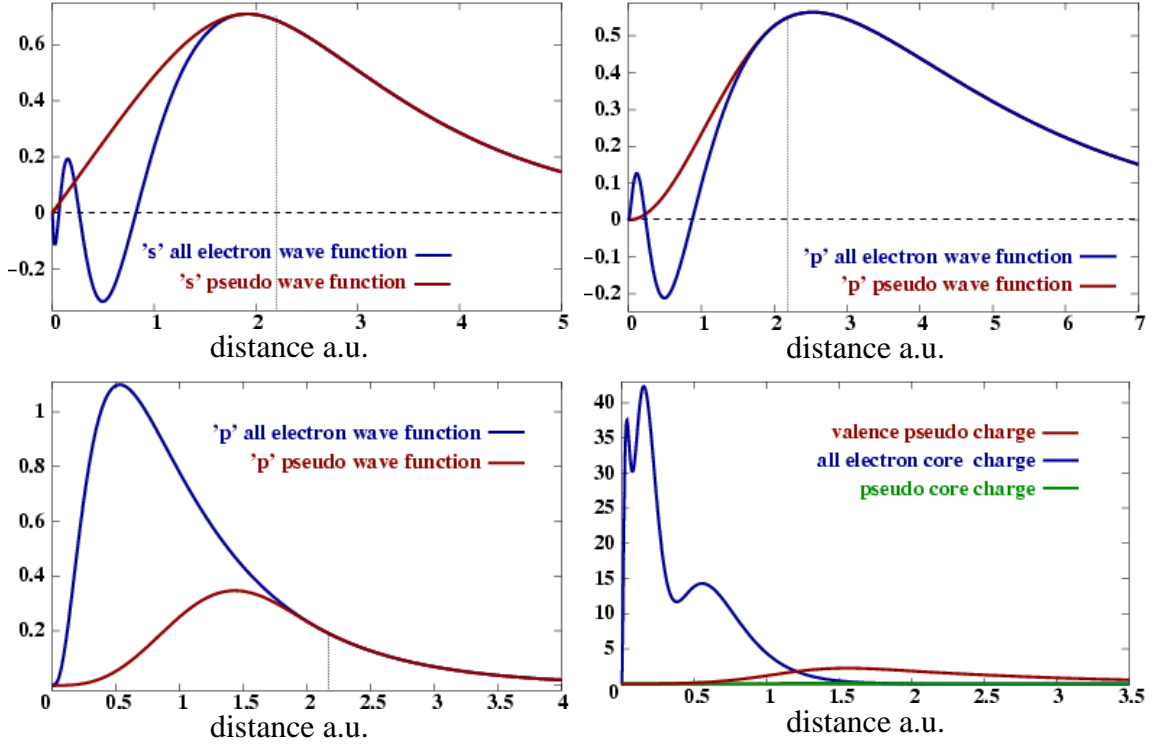 0.6
0.4
0.2
0
−0.2
's' all electron wave function
's' pseudo wave function
0 1 2 3 4 5
distance a.u.
0.5
0.4
0.3
0.2
0.1
0
−0.1
−0.2
'p' all electron wave function
'p' pseudo wave function
0 1 2 3 4 5 6 7
distance a.u.
1
0.8
0.6
0.4
0.2
'p' all electron wave function
'p' pseudo wave function
0 0.5 1 1.5 2 2.5 3 3.5 4
distance a.u.
40
35
30
25
20
15
10
5
0
valence pseudo charge
all electron core charge
pseudo core charge
0.5 1 1.5 2 2.5 3 3.5
distance a.u.